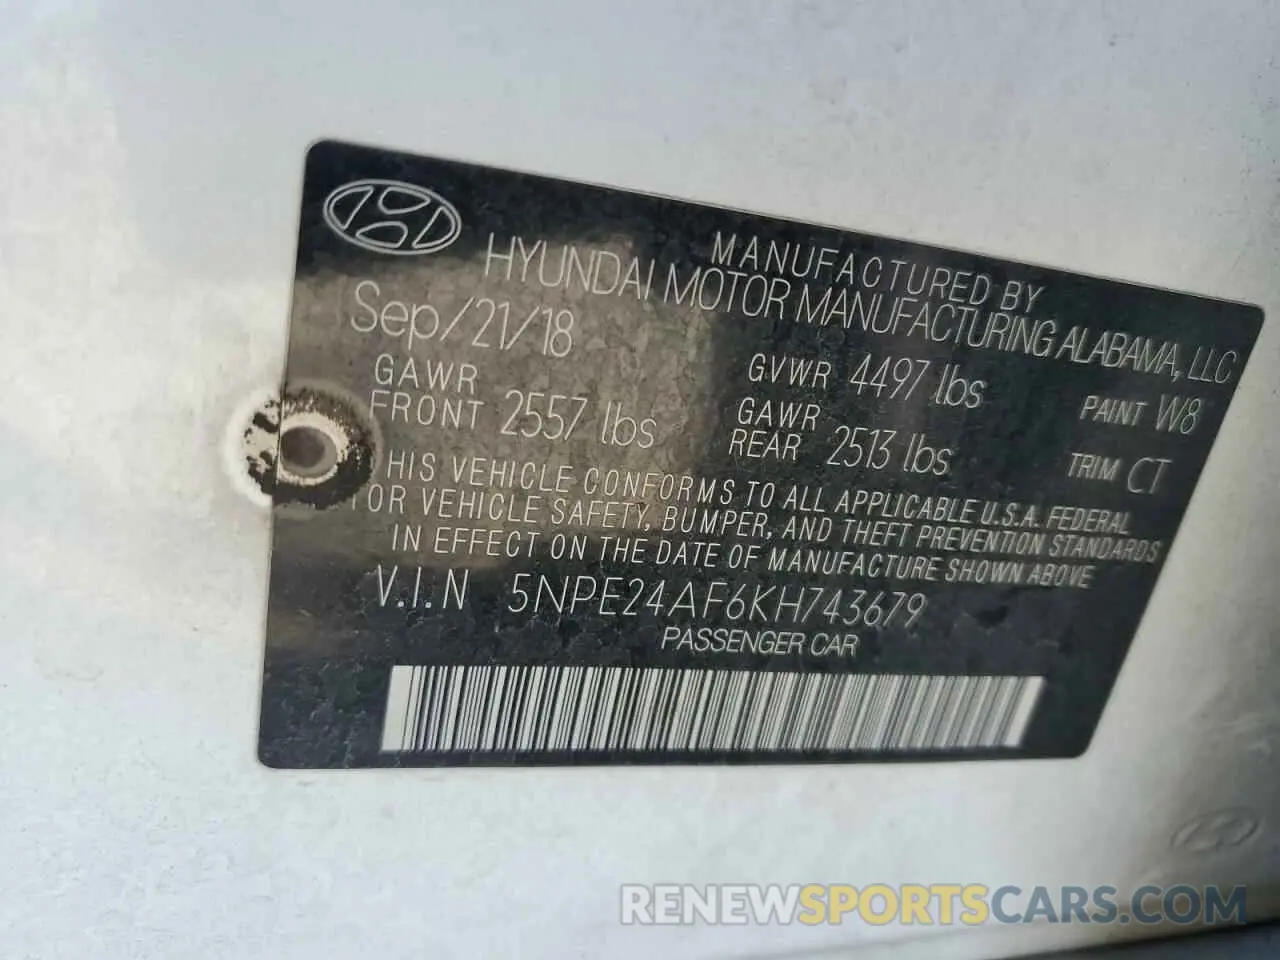 MANUFACTURED BY
HYUNDAI MOTOR MANUFACTURING ALABAMA, LLC
Sep/21/18
GVWR 4497 lbs
PAINT W8
GAWR FRONT 2557 lbs
GAWR REAR 2513 lbs
TRIM CT
HIS VEHICLE CONFORMS TO ALL APPLICABLE U.S.A. FEDERAL
OR VEHICLE SAFETY, BUMPER, AND THEFT PREVENTION STANDARDS
IN EFFECT ON THE DATE OF MANUFACTURE SHOWN ABOVE
V.I.N 5NPE24AF6KH743679
PASSENGER CAR
RENEWSPORTSCARS.COM